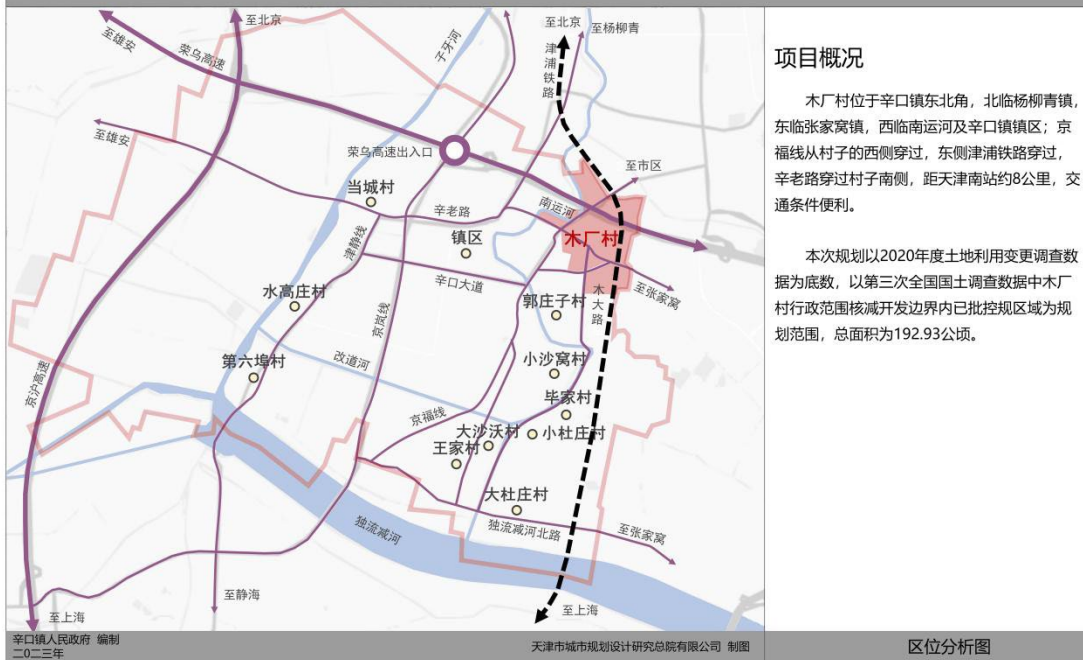 至北京
至雄安
荣乌高速
子牙河
至北京
至杨柳青
津浦铁路
至雄安
荣乌高速出入口
至市区
当城村
辛老路
南运河
镇区
木厂村
津静线
辛口大道
至张家窝
水高庄村
京岚线
郭庄子村
木大路
改道河
小沙窝村
第六埠村
京沪高速
毕家村
京福线
大沙沃村
小杜庄村
王家村
大杜庄村
独流减河
独流减河北路
至张家窝
至静海
至上海
至上海
辛口镇人民政府 编制
二〇二三年
天津市城市规划设计研究总院有限公司 制图
项目概况
木厂村位于辛口镇东北角，北临杨柳青镇，
东临张家窝镇，西临南运河及辛口镇镇区；京
福线从村子的西侧穿过，东侧津浦铁路穿过，
辛老路穿过村子南侧，距天津南站约8公里，交
通条件便利。
本次规划以2020年度土地利用变更调查数
据为底数，以第三次全国国土调查数据中木厂
村行政范围核减开发边界内已批控规区域为规
划范围，总面积为192.93公顷。
区位分析图